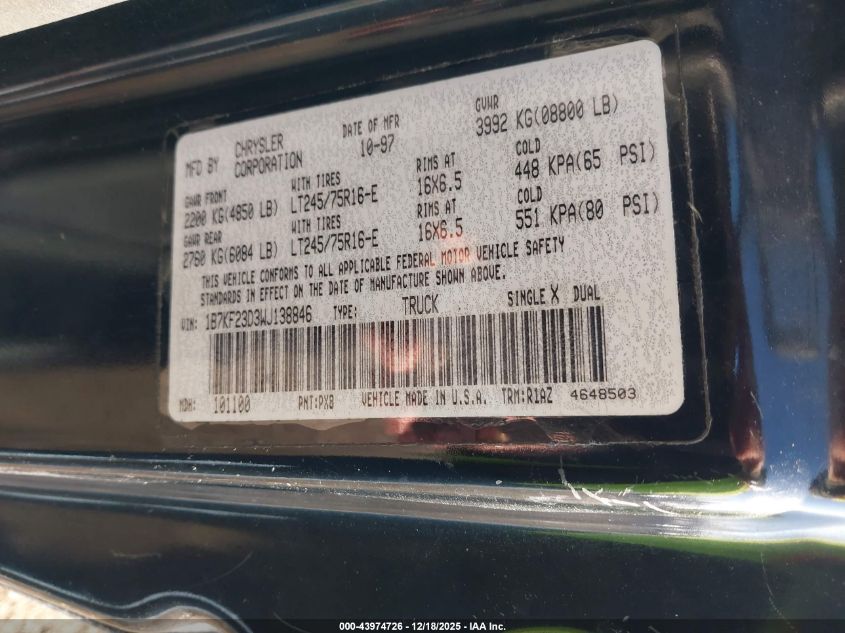 MFD BY CHRYSLER CORPORATION DATE OF MFR 10-97 GVWR 3992 KG(08800 LB)
GAWR FRONT WITH TIRES RIMS AT COLD
2200 KG(4850 LB) LT245/75R16-E 16X6.5 448 KPA(65 PSI)
GAWR REAR WITH TIRES RIMS AT COLD
2760 KG(6084 LB) LT245/75R16-E 16X6.5 551 KPA(80 PSI)
THIS VEHICLE CONFORMS TO ALL APPLICABLE FEDERAL MOTOR VEHICLE SAFETY
STANDARDS IN EFFECT ON THE DATE OF MANUFACTURE SHOWN ABOVE.
VIN: 1B7KF23D3WJ138846 TYPE: TRUCK SINGLE X DUAL
MDH: 101100 PNT:PX8 VEHICLE MADE IN U.S.A. TRM:R1AZ 4648503
000-43974726 | 12/18/2025 - IAA Inc.